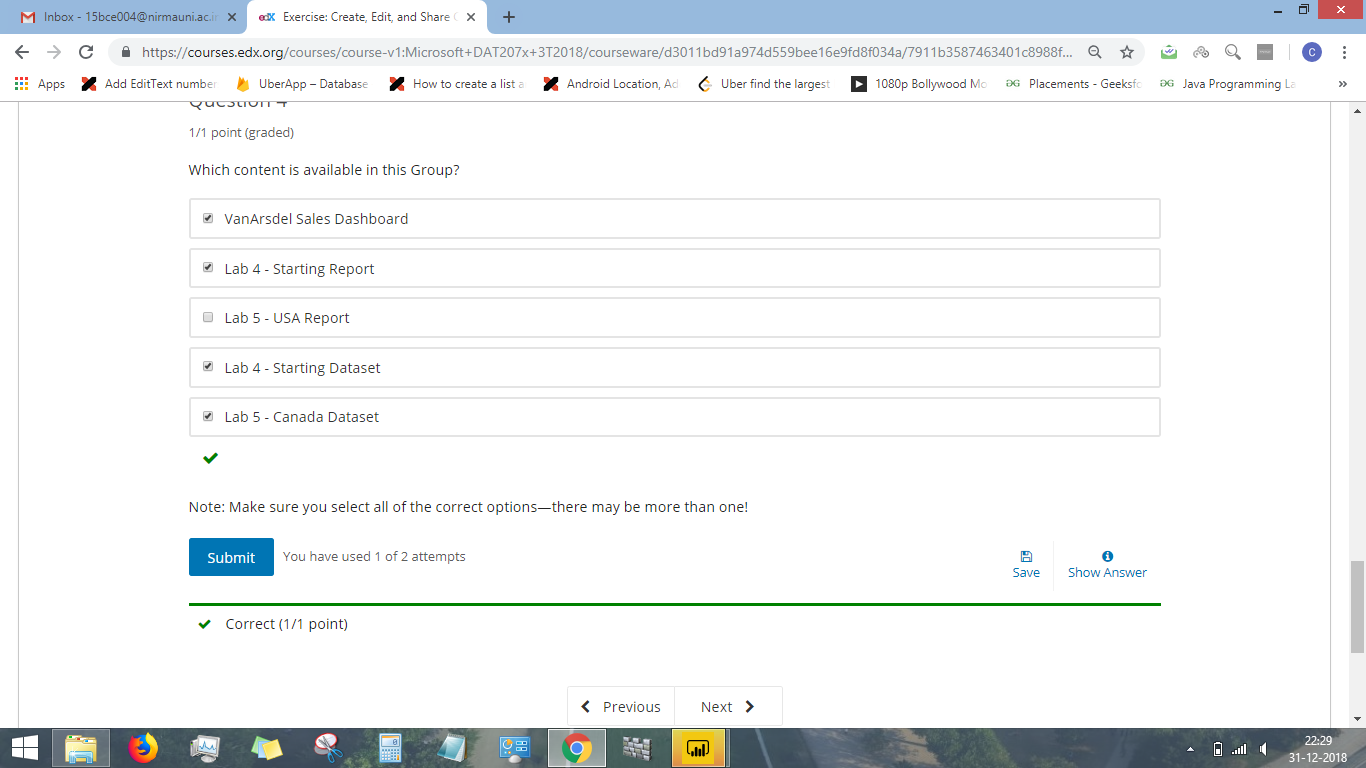 Inbox - 15bce004@nirmauni.ac.in
edX Exercise: Create, Edit, and Share
https://courses.edx.org/courses/course-v1:Microsoft+DAT207x+3T2018/courseware/d3011bd91a974d559bee16e9fd8f034a/7911b3587463401c8988f...
C
Apps
Add EditText number
UberApp – Database
How to create a list a
Android Location, Ad
Uber find the largest
1080p Bollywood Mo
Placements - Geeksfo
Java Programming La
»
Question 4
1/1 point (graded)
Which content is available in this Group?
VanArsdel Sales Dashboard
Lab 4 - Starting Report
Lab 5 - USA Report
Lab 4 - Starting Dataset
Lab 5 - Canada Dataset
Note: Make sure you select all of the correct options—there may be more than one!
Submit
You have used 1 of 2 attempts
Save
Show Answer
Correct (1/1 point)
Previous
Next
22:29
31-12-2018